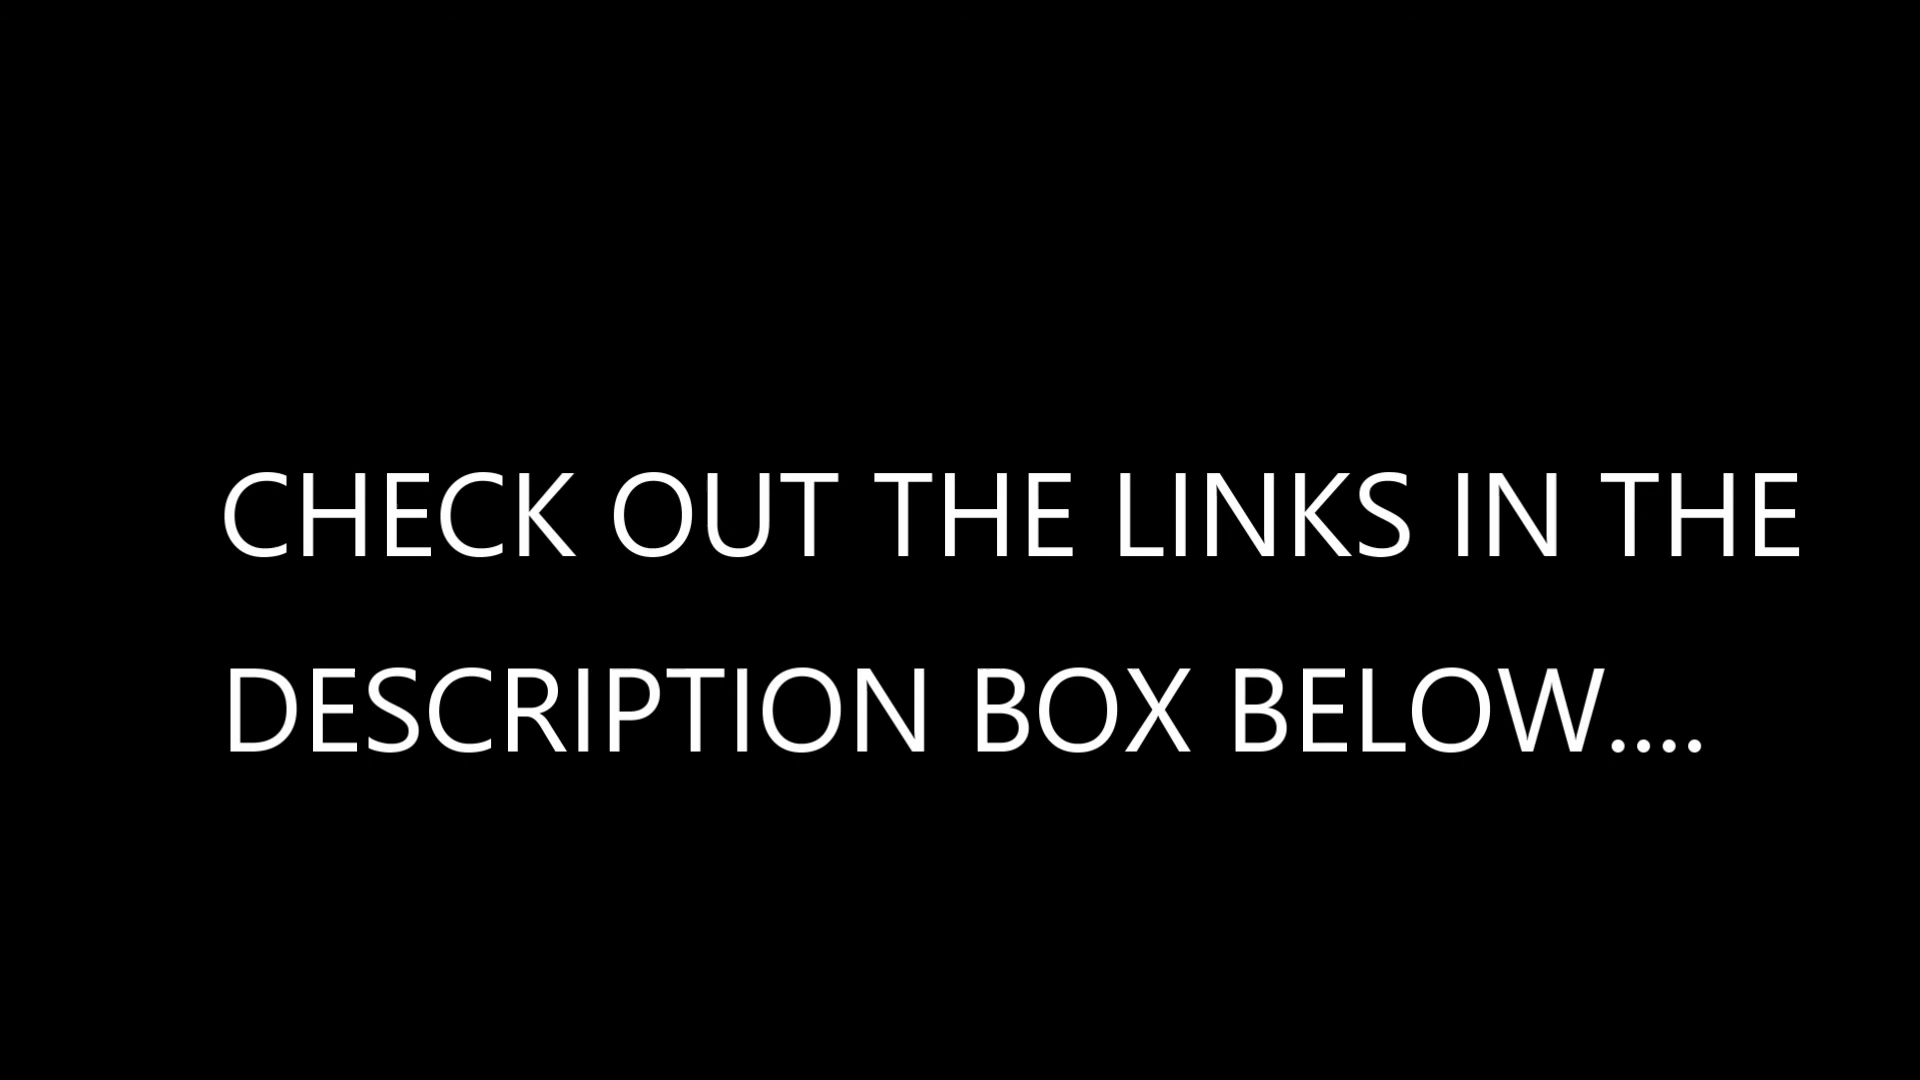 CHECK OUT THE LINKS IN THE
DESCRIPTION BOX BELOW....